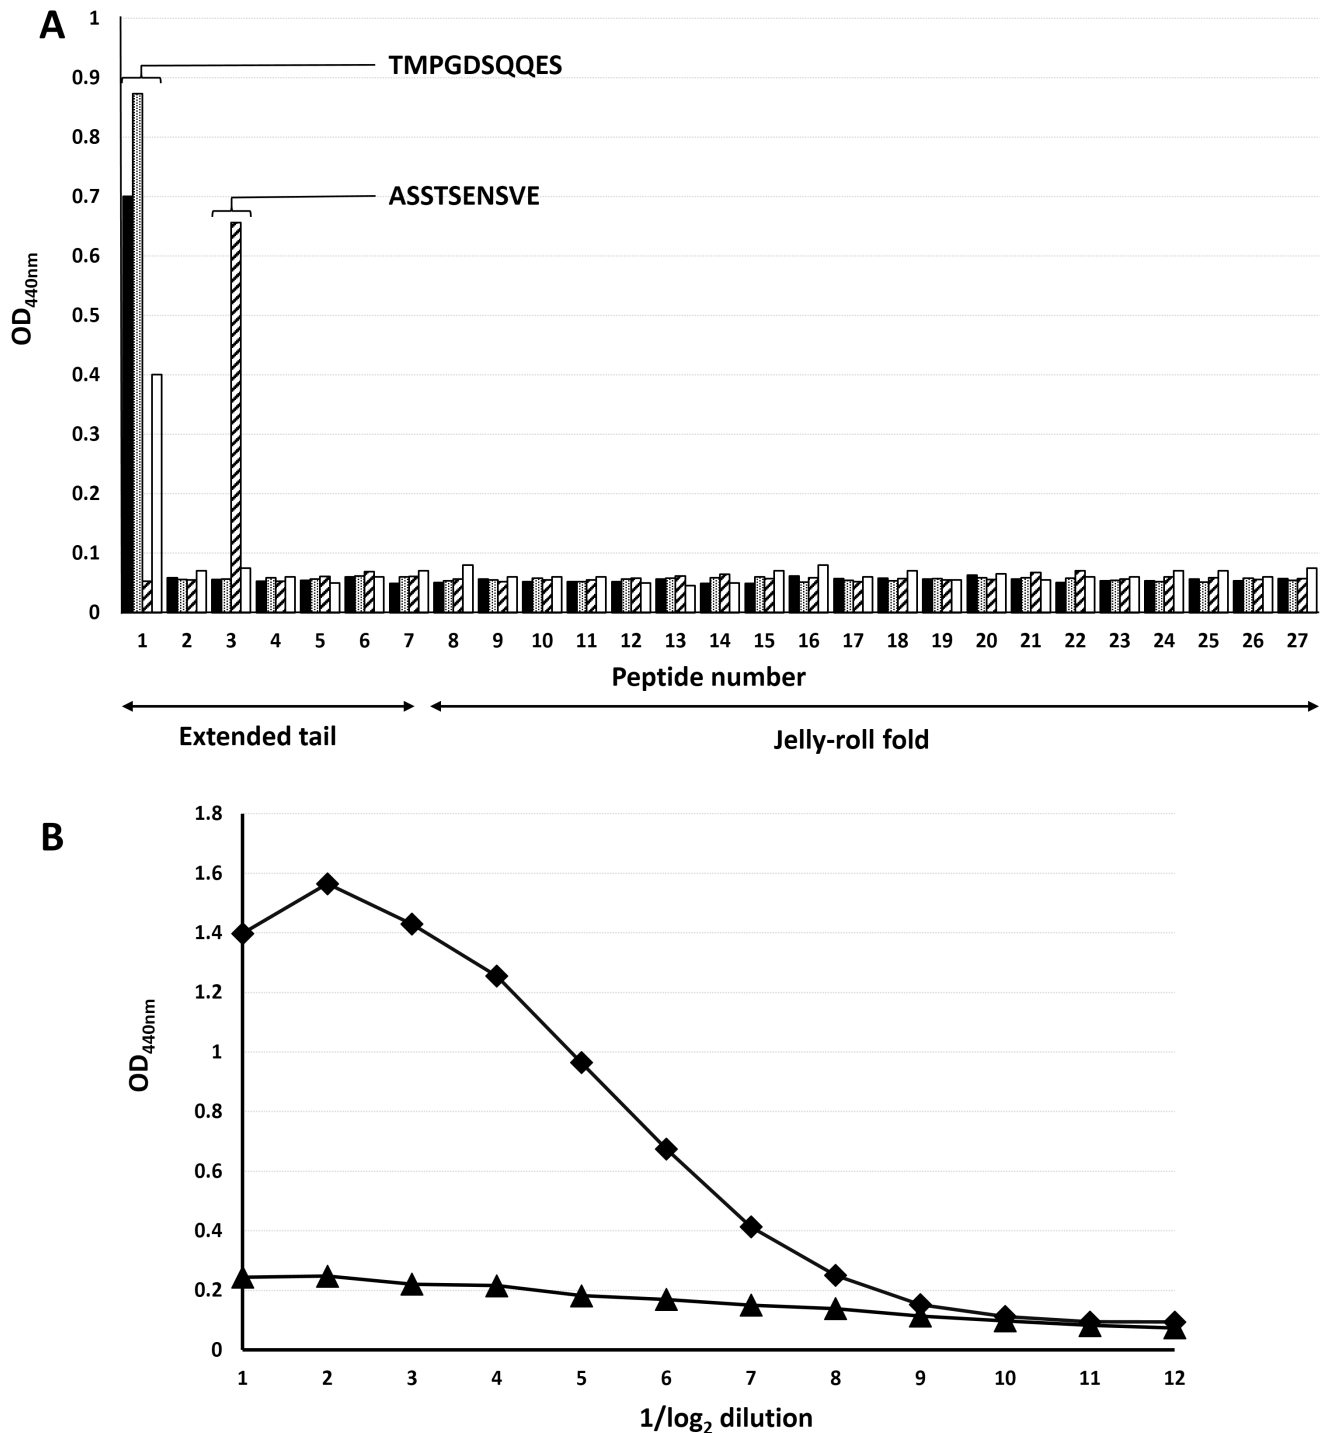 A
1
TMPGDSQQES
0.9
0.8
0.7
ASSTSENSVE
0.6
OD440nm
0.5
0.4
0.3
0.2
0.1
0
1 2 3 4 5 6 7 8 9 10 11 12 13 14 15 16 17 18 19 20 21 22 23 24 25 26 27
Peptide number
Extended tail Jelly-roll fold
B
1.8
1.6
1.4
1.2
OD440nm
1
0.8
0.6
0.4
0.2
0
1 2 3 4 5 6 7 8 9 10 11 12
1/log2 dilution